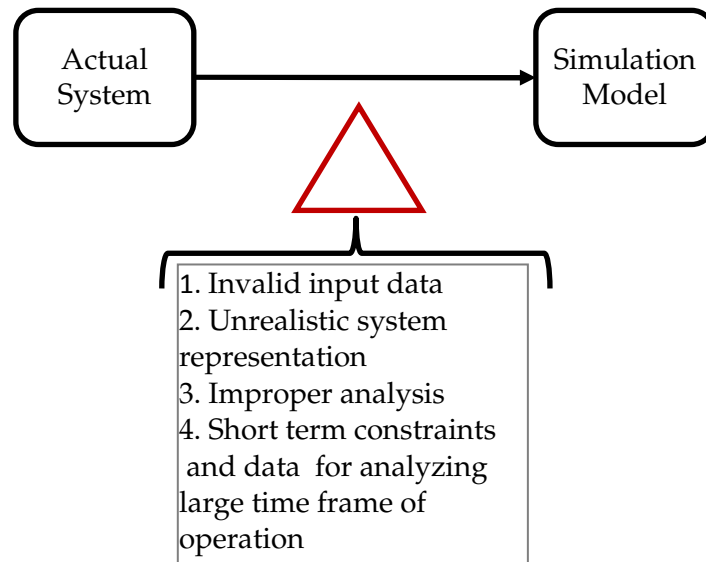 Actual
System
Simulation
Model
1. Invalid input data
2. Unrealistic system
representation
3. Improper analysis
4. Short term constraints
and data  for analyzing
large time frame of
operation